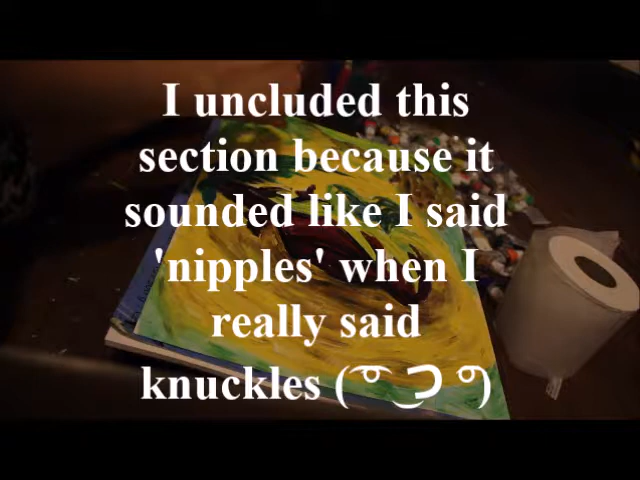 I uncluded this
section because it
sounded like I said
'nipples' when I
really said
knuckles ( ͡° ͜ʖ ͡°)